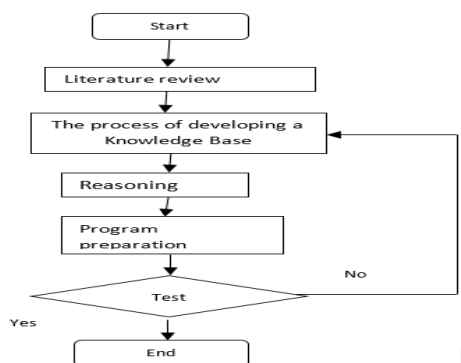 Start
Literature review
The process of developing a
Knowledge Base
Reasoning
Program
preparation
No
Test
Yes
End